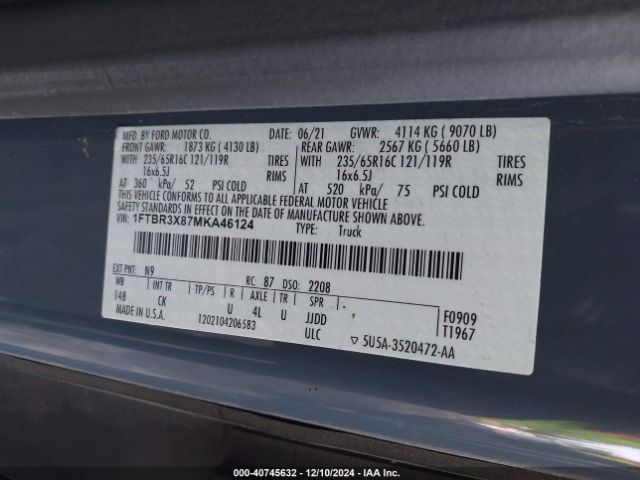 MFD. BY FORD MOTOR CO. DATE: 06/21 GVWR: 4114 KG ( 9070 LB)
FRONT GAWR: 1873 KG ( 4130 LB) REAR GAWR: 2567 KG ( 5660 LB)
WITH 235/65R16C 121/119R TIRES WITH 235/65R16C 121/119R TIRES
16x6.5J RIMS 16x6.5J RIMS
AT 360 kPa/ 52 PSI COLD AT 520 kPa/ 75 PSI COLD
THIS VEHICLE CONFORMS TO ALL APPLICABLE FEDERAL MOTOR VEHICLE
SAFETY STANDARDS IN EFFECT ON THE DATE OF MANUFACTURE SHOWN ABOVE.
VIN: 1FTBR3X87MKA46124 TYPE: Truck
EXT PNT: N9 RC: 87 DSO: 2208
WB INT TR TP/PS R AXLE TR SPR . F0909
148 CK U 4L U JJDD T1967
MADE IN U.S.A. 1202104206583 ULC ▽ 5U5A-3520472-AA
000-40745632 - 12/10/2024 - IAA Inc.